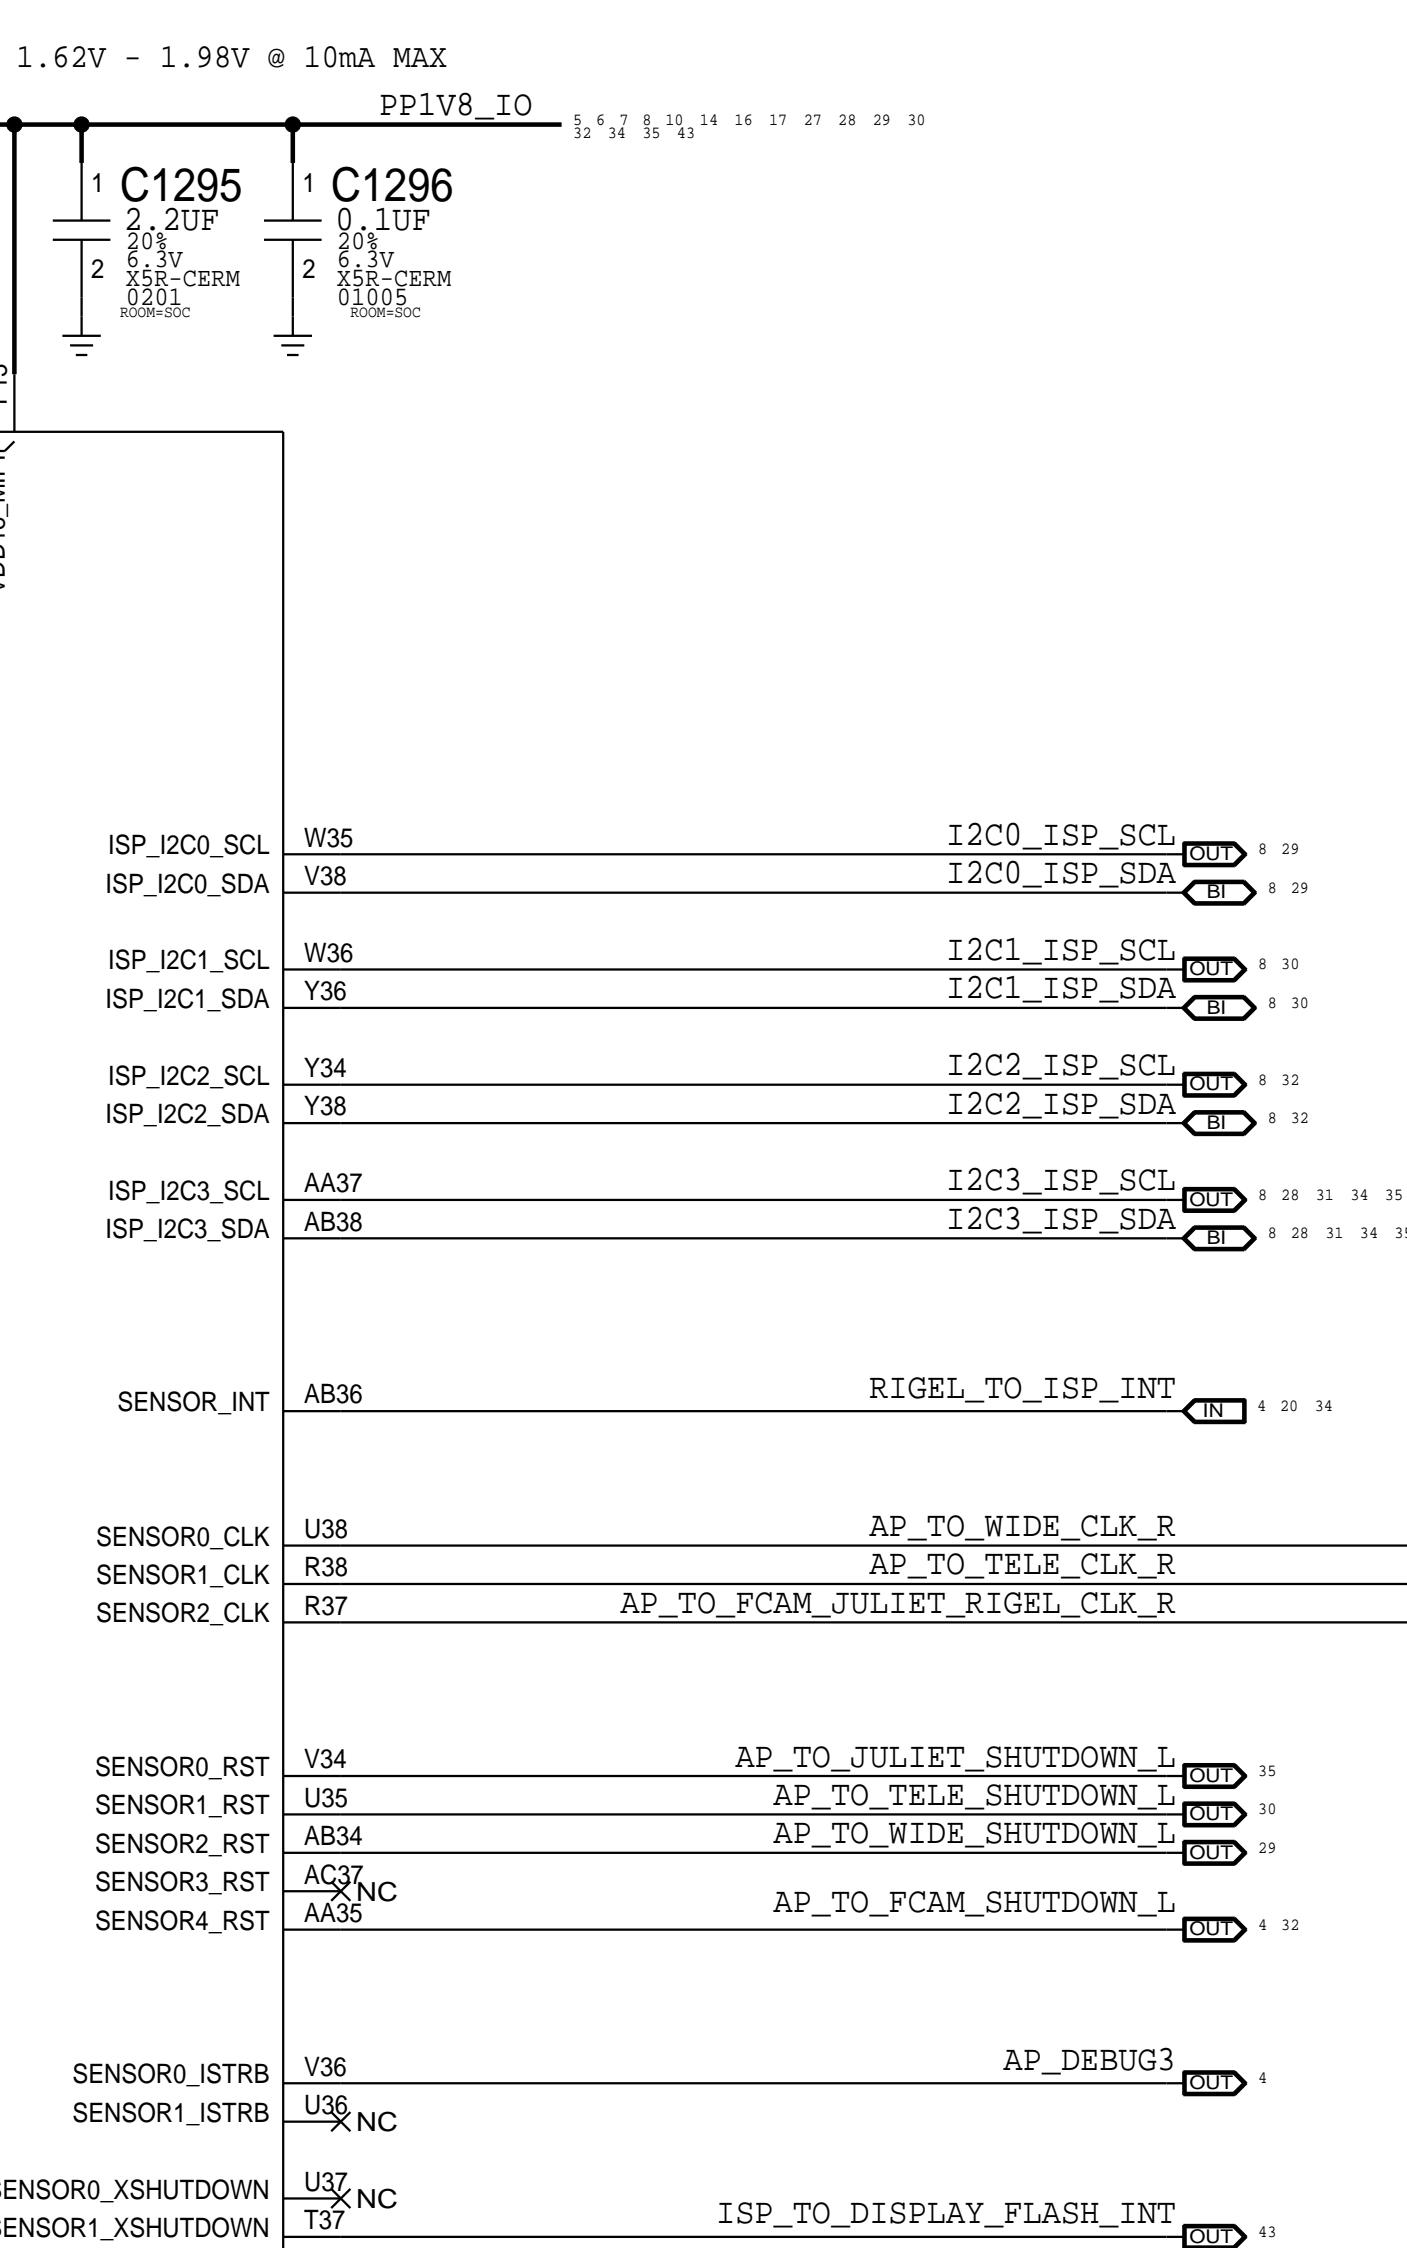 1.62V - 1.98V @ 10mA MAX
PP1V8_IO
5 6 7 8 10 14 16 17 27 28 29 30
32 34 35 43
1 C1295
2.2UF
20%
6.3V
2
X5R-CERM
0201
ROOM=SOC
1 C1296
0.1UF
20%
6.3V
2
X5R-CERM
01005
ROOM=SOC
ISP_I2C0_SCL W35 I2C0_ISP_SCL OUT 8 29
ISP_I2C0_SDA V38 I2C0_ISP_SDA BI 8 29
ISP_I2C1_SCL W36 I2C1_ISP_SCL OUT 8 30
ISP_I2C1_SDA Y36 I2C1_ISP_SDA BI 8 30
ISP_I2C2_SCL Y34 I2C2_ISP_SCL OUT 8 32
ISP_I2C2_SDA Y38 I2C2_ISP_SDA BI 8 32
ISP_I2C3_SCL AA37 I2C3_ISP_SCL OUT 8 28 31 34 35
ISP_I2C3_SDA AB38 I2C3_ISP_SDA BI 8 28 31 34 35
SENSOR_INT AB36 RIGEL_TO_ISP_INT IN 4 20 34
SENSOR0_CLK U38 AP_TO_WIDE_CLK_R
SENSOR1_CLK R38 AP_TO_TELE_CLK_R
SENSOR2_CLK R37 AP_TO_FCAM_JULIET_RIGEL_CLK_R
SENSOR0_RST V34 AP_TO_JULIET_SHUTDOWN_L OUT 35
SENSOR1_RST U35 AP_TO_TELE_SHUTDOWN_L OUT 30
SENSOR2_RST AB34 AP_TO_WIDE_SHUTDOWN_L OUT 29
SENSOR3_RST AC37 NC
SENSOR4_RST AA35 AP_TO_FCAM_SHUTDOWN_L OUT 4 32
SENSOR0_ISTRB V36 AP_DEBUG3 OUT 4
SENSOR1_ISTRB U36 NC
SENSOR0_XSHUTDOWN U37 NC
SENSOR1_XSHUTDOWN T37 ISP_TO_DISPLAY_FLASH_INT OUT 43